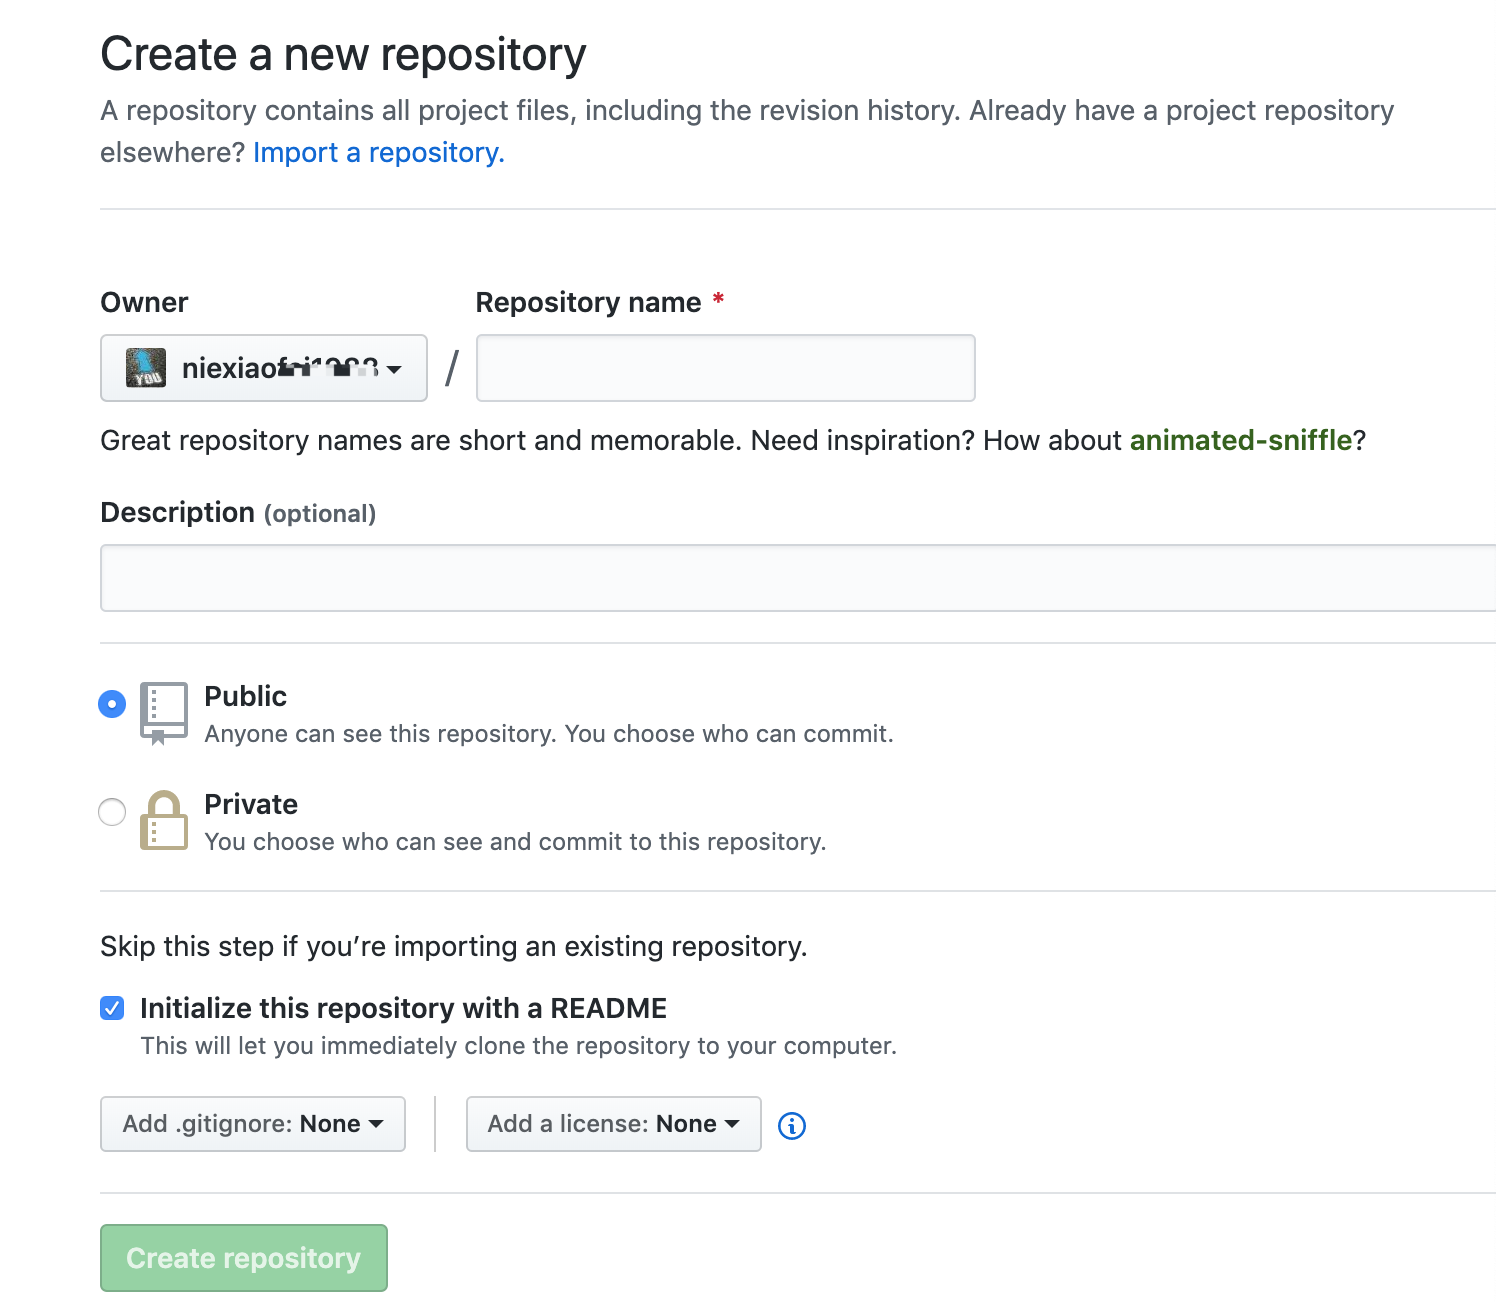 Create a new repository
A repository contains all project files, including the revision history. Already have a project repository
elsewhere? Import a repository.
Owner
Repository name *
/
Great repository names are short and memorable. Need inspiration? How about animated-sniffle?
Description (optional)
Public
Anyone can see this repository. You choose who can commit.
Private
You choose who can see and commit to this repository.
Skip this step if you’re importing an existing repository.
Initialize this repository with a README
This will let you immediately clone the repository to your computer.
Add .gitignore: None
Add a license: None
Create repository